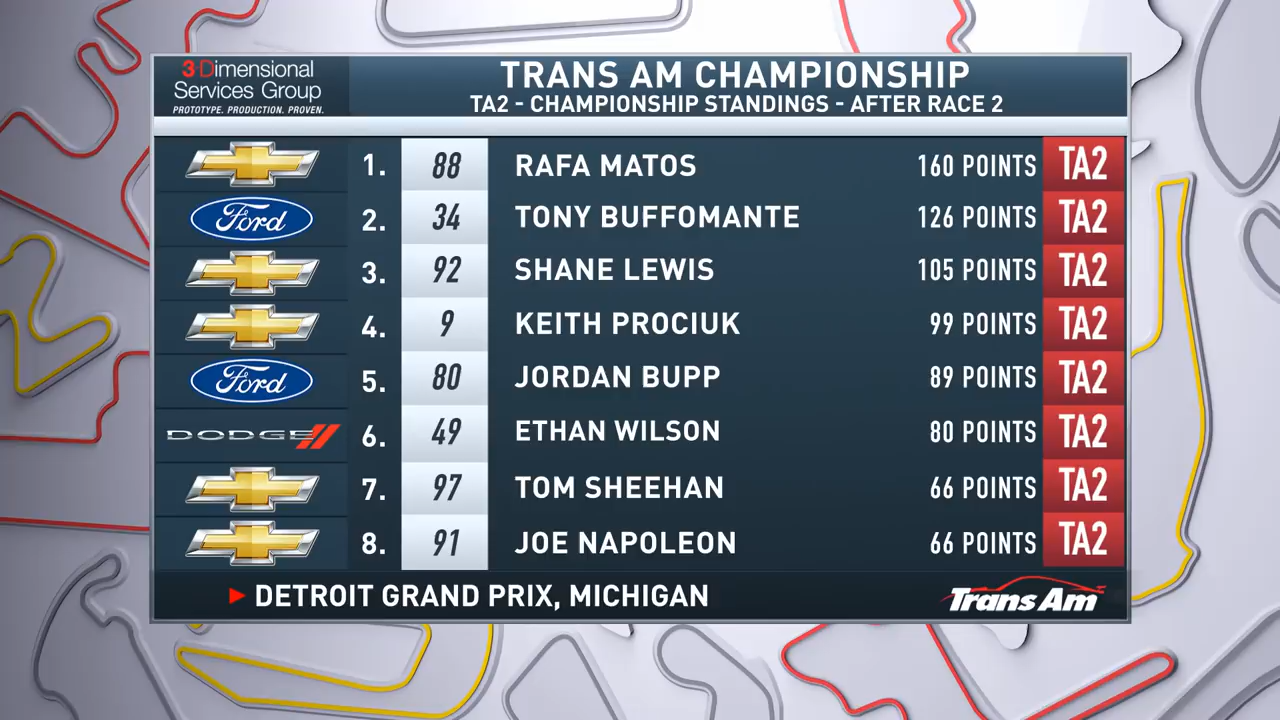 3-Dimensional
Services Group
PROTOTYPE. PRODUCTION. PROVEN.
TRANS AM CHAMPIONSHIP
TA2 - CHAMPIONSHIP STANDINGS - AFTER RACE 2
1. 88 RAFA MATOS 160 POINTS TA2
Ford 2. 34 TONY BUFFOMANTE 126 POINTS TA2
3. 92 SHANE LEWIS 105 POINTS TA2
4. 9 KEITH PROCIUK 99 POINTS TA2
Ford 5. 80 JORDAN BUPP 89 POINTS TA2
DODGE 6. 49 ETHAN WILSON 80 POINTS TA2
7. 97 TOM SHEEHAN 66 POINTS TA2
8. 91 JOE NAPOLEON 66 POINTS TA2
DETROIT GRAND PRIX, MICHIGAN
Trans Am